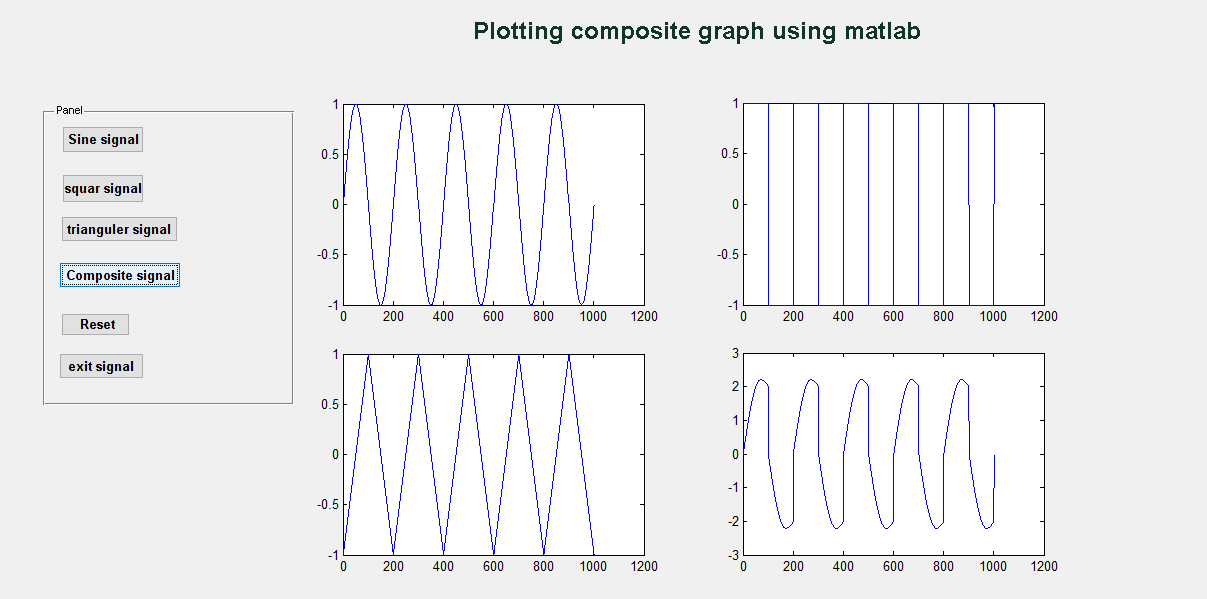 Plotting composite graph using matlab
Panel
Sine signal
squar signal
trianguler signal
Composite signal
Reset
exit signal
1
0.5
0
-0.5
-1
0 200 400 600 800 1000 1200
1
0.5
0
-0.5
-1
0 200 400 600 800 1000 1200
1
0.5
0
-0.5
-1
0 200 400 600 800 1000 1200
3
2
1
0
-1
-2
-3
0 200 400 600 800 1000 1200